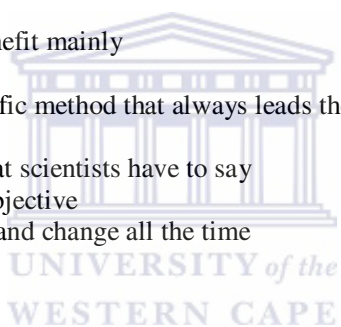 nefit mainly
fic method that always leads th
at scientists have to say
bjective
and change all the time
UNIVERSITY of the
WESTERN CAPE